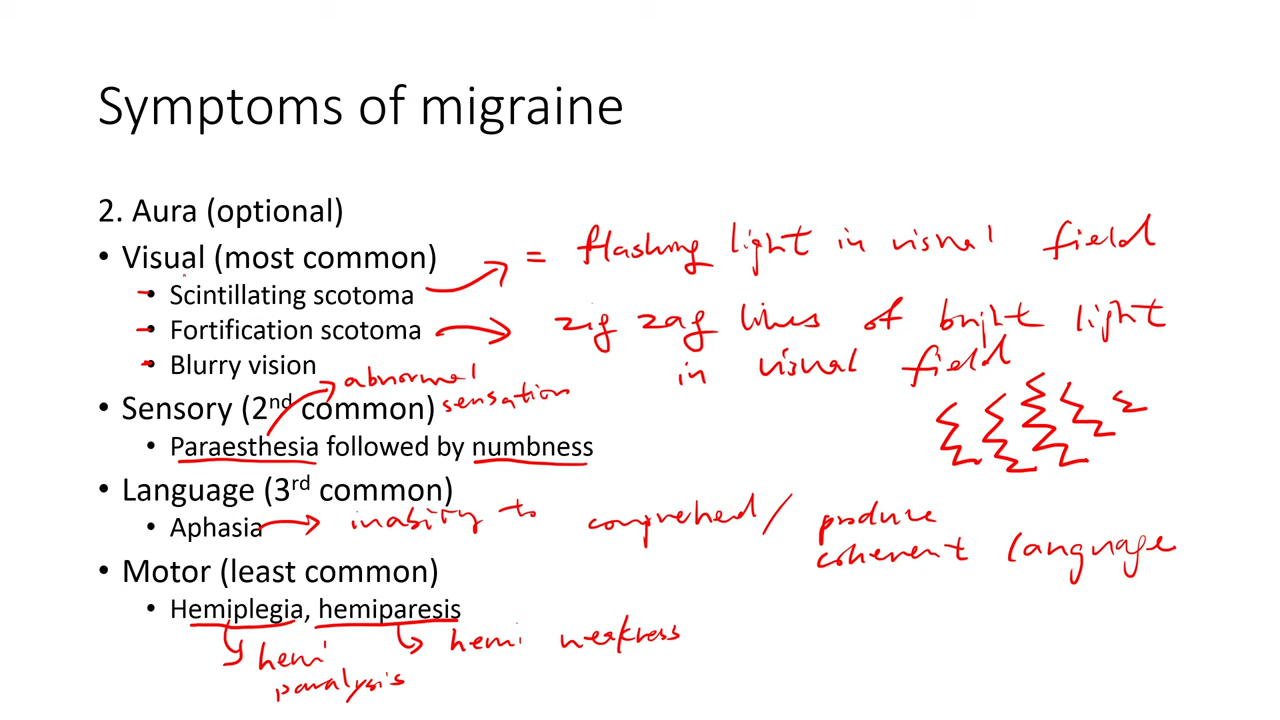 Symptoms of migraine
2. Aura (optional)
• Visual (most common)
= flashing light in visual field
• Scintillating scotoma
• Fortification scotoma
zig zag lines of bright light
in visual field
• Blurry vision
abnormal
sensation
• Sensory (2nd common)
• Paraesthesia followed by numbness
• Language (3rd common)
• Aphasia
inability to comprehend / produce
coherent language
• Motor (least common)
• Hemiplegia, hemiparesis
hemi
paralysis
hemi weakness